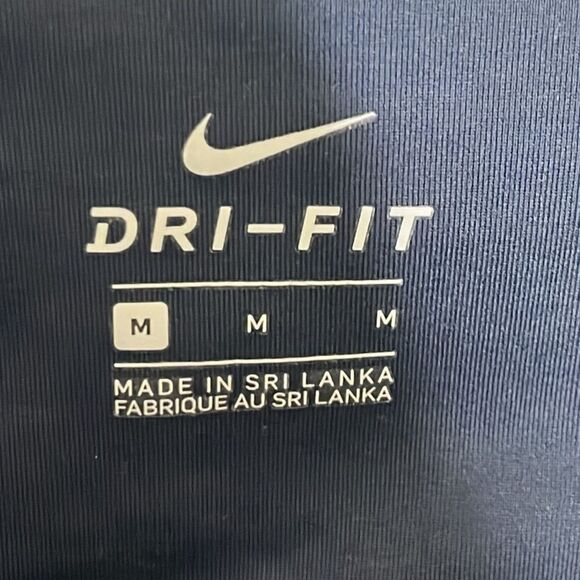 DRI-FIT
M M M
MADE IN SRI LANKA
FABRIQUE AU SRI LANKA